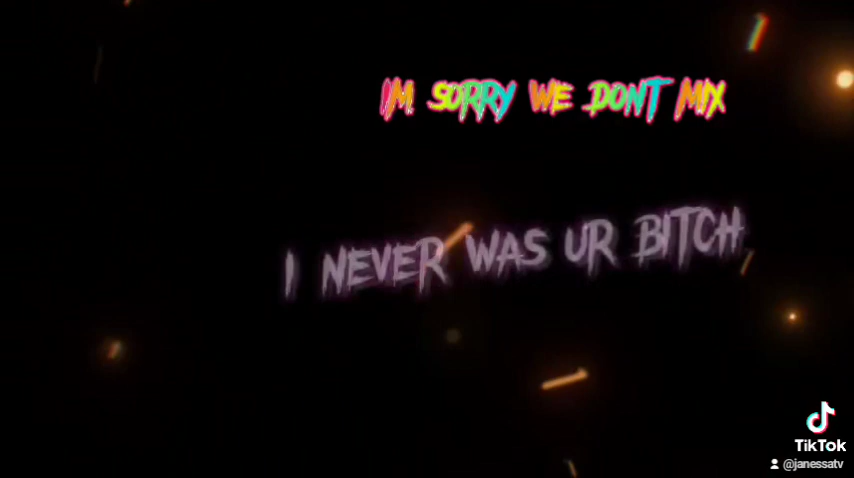 IM SORRY WE DONT MIX
I NEVER WAS UR BITCH
TikTok
@janessatv